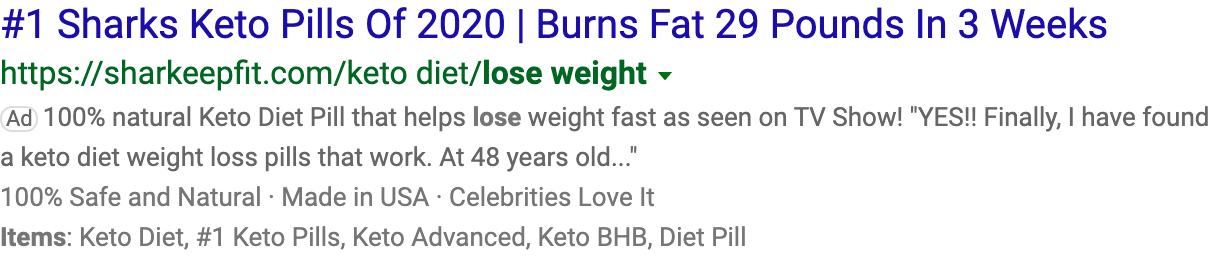 #1 Sharks Keto Pills Of 2020 | Burns Fat 29 Pounds In 3 Weeks
https://sharkeepfit.com/keto diet/lose weight
Ad 100% natural Keto Diet Pill that helps lose weight fast as seen on TV Show! "YES!! Finally, I have found
a keto diet weight loss pills that work. At 48 years old..."
100% Safe and Natural · Made in USA · Celebrities Love It
Items: Keto Diet, #1 Keto Pills, Keto Advanced, Keto BHB, Diet Pill